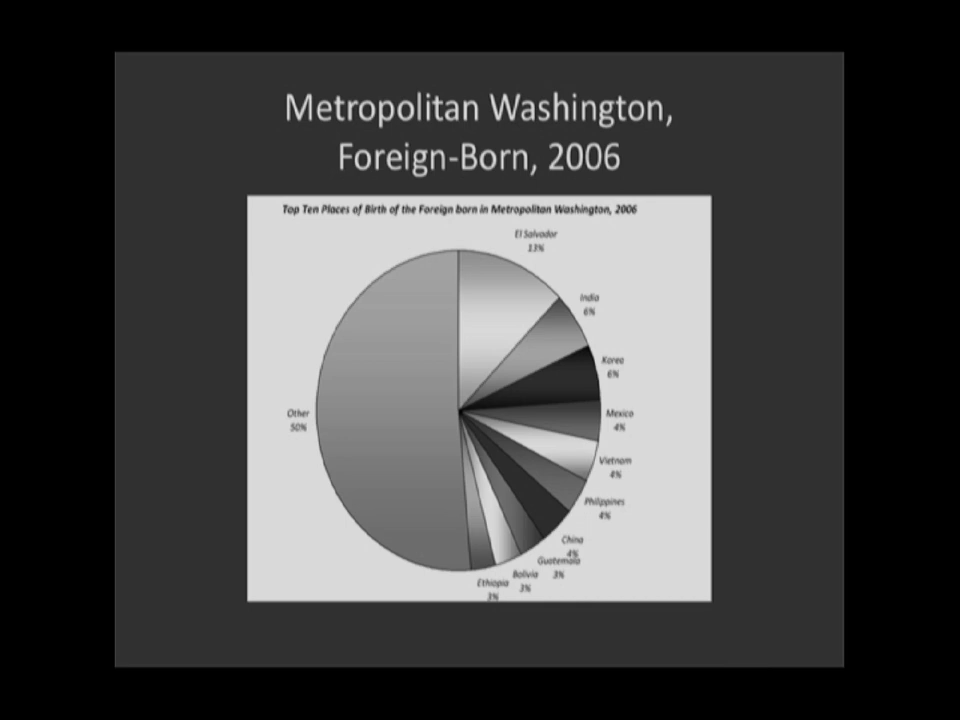 Metropolitan Washington,
Foreign-Born, 2006
Top Ten Places of Birth of the Foreign born in Metropolitan Washington, 2006
El Salvador
13%
India
6%
Korea
6%
Mexico
4%
Vietnam
4%
Philippines
4%
China
4%
Guatemala
3%
Bolivia
3%
Ethiopia
3%
Other
50%